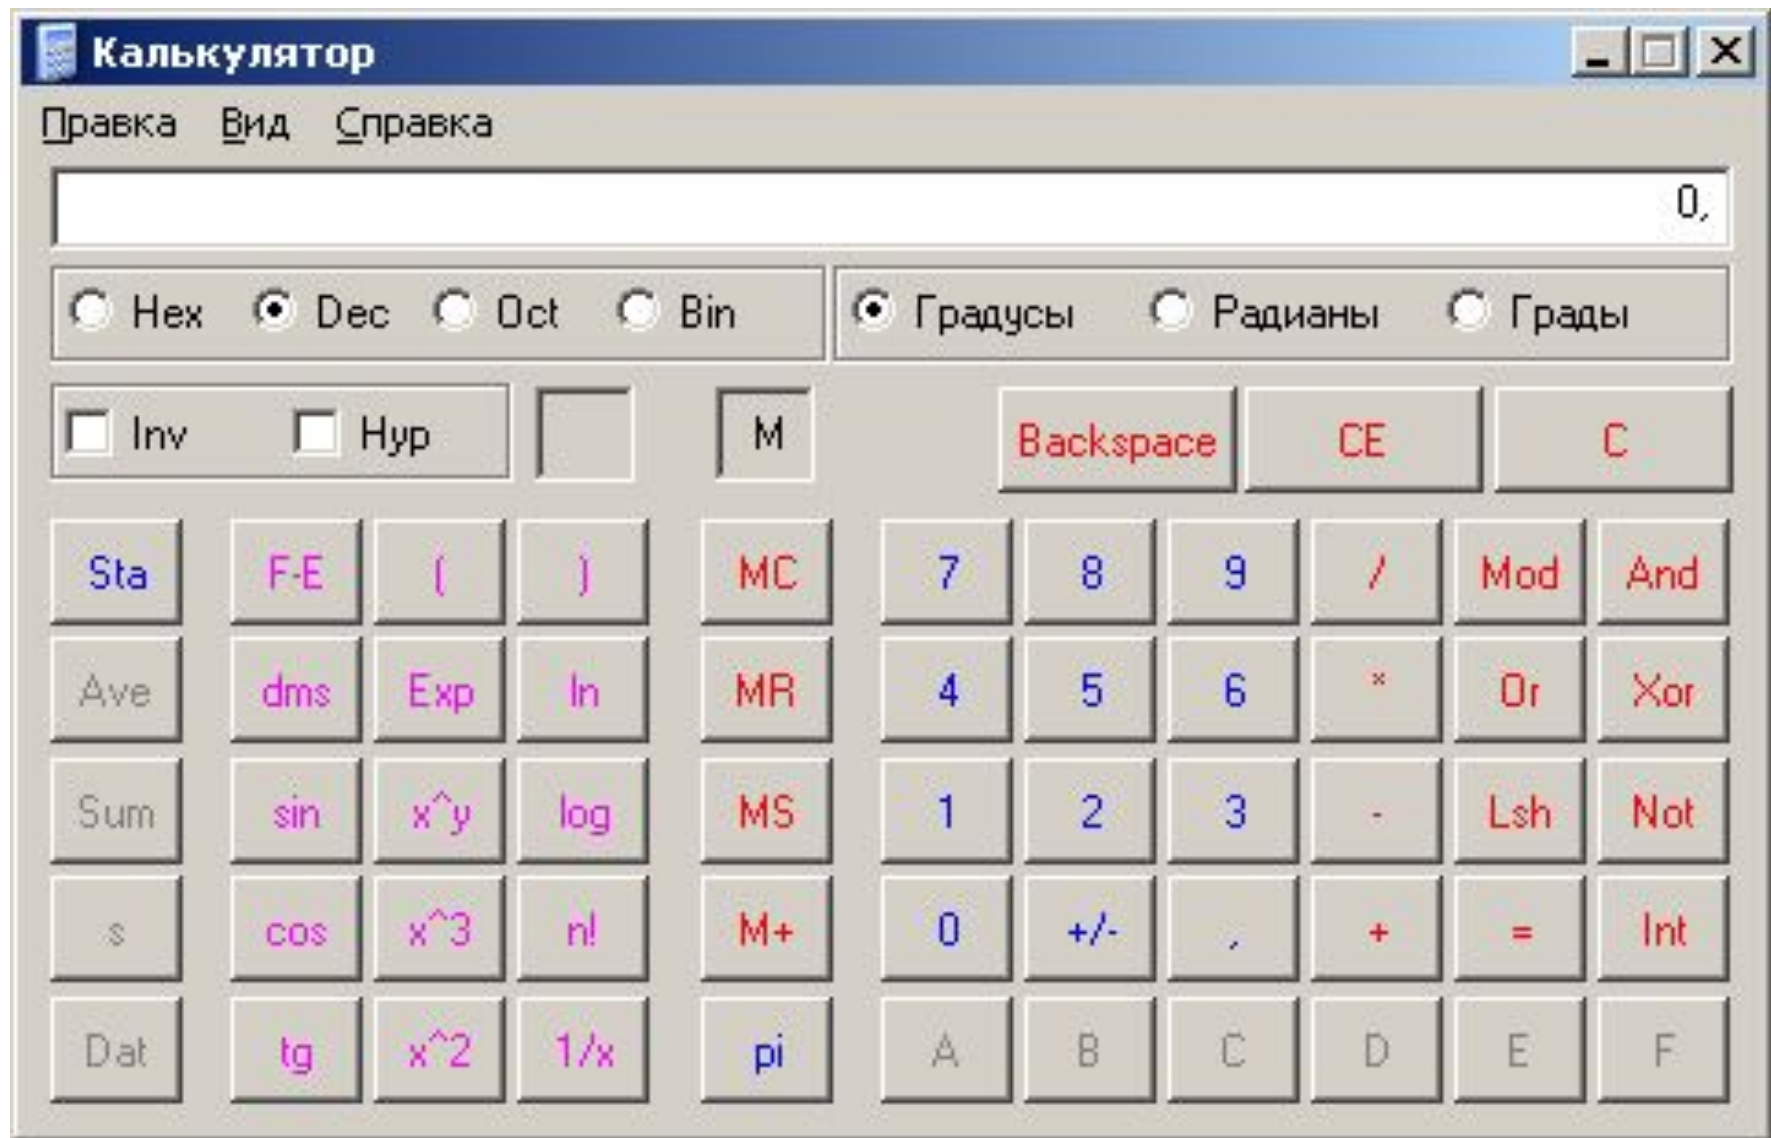 Калькулятор
Правка Вид Справка
0,
Hex Dec Oct Bin Градусы Радианы Грады
Inv Hyp M Backspace CE C
Sta F-E ( ) MC 7 8 9 / Mod And
Ave dms Exp ln MR 4 5 6 * Or Xor
Sum sin x^y log MS 1 2 3 - Lsh Not
s cos x^3 n! M+ 0 +/- , + = Int
Dat tg x^2 1/x pi A B C D E F